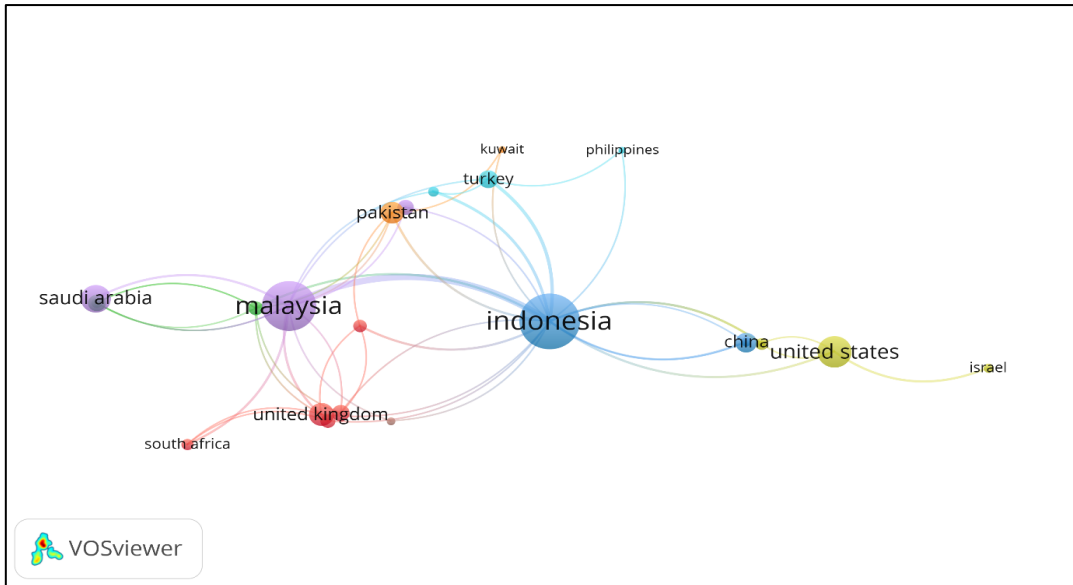 kuwait
philippines
turkey
pakistan
saudi arabia
malaysia
indonesia
china
united states
israel
united kingdom
south africa
VOSviewer